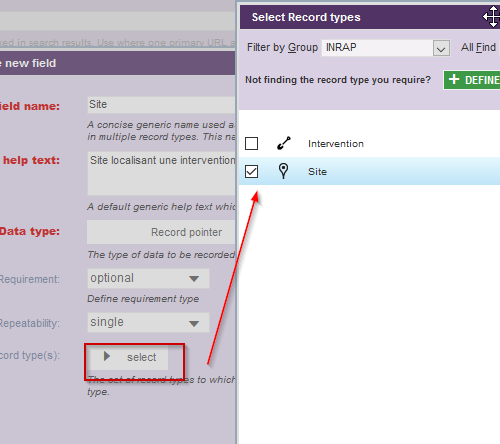 ed in search results. Use where one primary URL a
e new field
ield name:
Site
A concise generic name used a
in multiple record types. This na
help text:
Site localisant une intervention
A default generic help text whic
Data type:
Record pointer
The type of data to be recorded
Requirement:
optional
Define requirement type
Repeatability:
single
cord type(s):
select
The set of record types to which
type.
Select Record types
Filter by Group
INRAP
All Find
Not finding the record type you require?
+ DEFINE
Intervention
Site